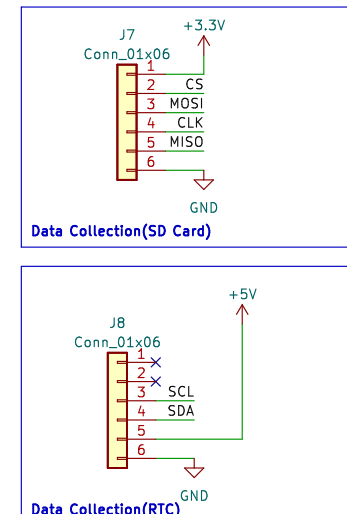 J7
+3.3V
Conn_01x06
1
2 CS
3 MOSI
4 CLK
5 MISO
6
GND
Data Collection(SD Card)
+5V
J8
Conn_01x06
1
2
3 SCL
4 SDA
5
6
GND
Data Collection(RTC)